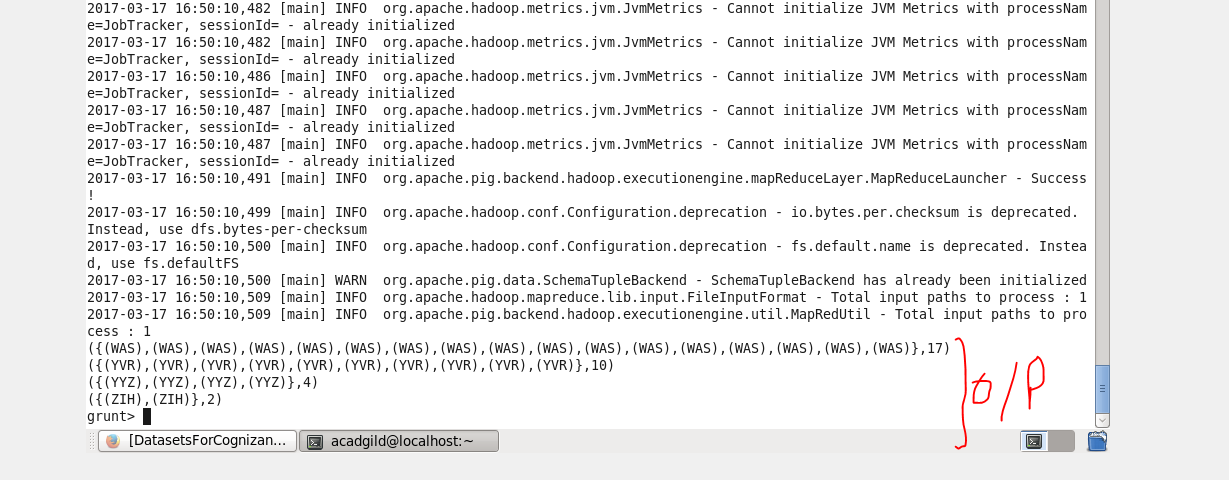 2017-03-17 16:50:10,482 [main] INFO  org.apache.hadoop.metrics.jvm.JvmMetrics - Cannot initialize JVM Metrics with processNam
e=JobTracker, sessionId= - already initialized
2017-03-17 16:50:10,482 [main] INFO  org.apache.hadoop.metrics.jvm.JvmMetrics - Cannot initialize JVM Metrics with processNam
e=JobTracker, sessionId= - already initialized
2017-03-17 16:50:10,486 [main] INFO  org.apache.hadoop.metrics.jvm.JvmMetrics - Cannot initialize JVM Metrics with processNam
e=JobTracker, sessionId= - already initialized
2017-03-17 16:50:10,487 [main] INFO  org.apache.hadoop.metrics.jvm.JvmMetrics - Cannot initialize JVM Metrics with processNam
e=JobTracker, sessionId= - already initialized
2017-03-17 16:50:10,487 [main] INFO  org.apache.hadoop.metrics.jvm.JvmMetrics - Cannot initialize JVM Metrics with processNam
e=JobTracker, sessionId= - already initialized
2017-03-17 16:50:10,491 [main] INFO  org.apache.pig.backend.hadoop.executionengine.mapReduceLayer.MapReduceLauncher - Success
!
2017-03-17 16:50:10,499 [main] INFO  org.apache.hadoop.conf.Configuration.deprecation - io.bytes.per.checksum is deprecated.
Instead, use dfs.bytes-per-checksum
2017-03-17 16:50:10,500 [main] INFO  org.apache.hadoop.conf.Configuration.deprecation - fs.default.name is deprecated. Instea
d, use fs.defaultFS
2017-03-17 16:50:10,500 [main] WARN  org.apache.pig.data.SchemaTupleBackend - SchemaTupleBackend has already been initialized
2017-03-17 16:50:10,509 [main] INFO  org.apache.hadoop.mapreduce.lib.input.FileInputFormat - Total input paths to process : 1
2017-03-17 16:50:10,509 [main] INFO  org.apache.pig.backend.hadoop.executionengine.util.MapRedUtil - Total input paths to pro
cess : 1
({(WAS),(WAS),(WAS),(WAS),(WAS),(WAS),(WAS),(WAS),(WAS),(WAS),(WAS),(WAS),(WAS),(WAS),(WAS),(WAS),(WAS)},17)
({(YVR),(YVR),(YVR),(YVR),(YVR),(YVR),(YVR),(YVR),(YVR),(YVR)},10)
({(YYZ),(YYZ),(YYZ),(YYZ)},4)
({(ZIH),(ZIH)},2)
grunt>
O/P
[DatasetsForCognizan... acadgild@localhost:~